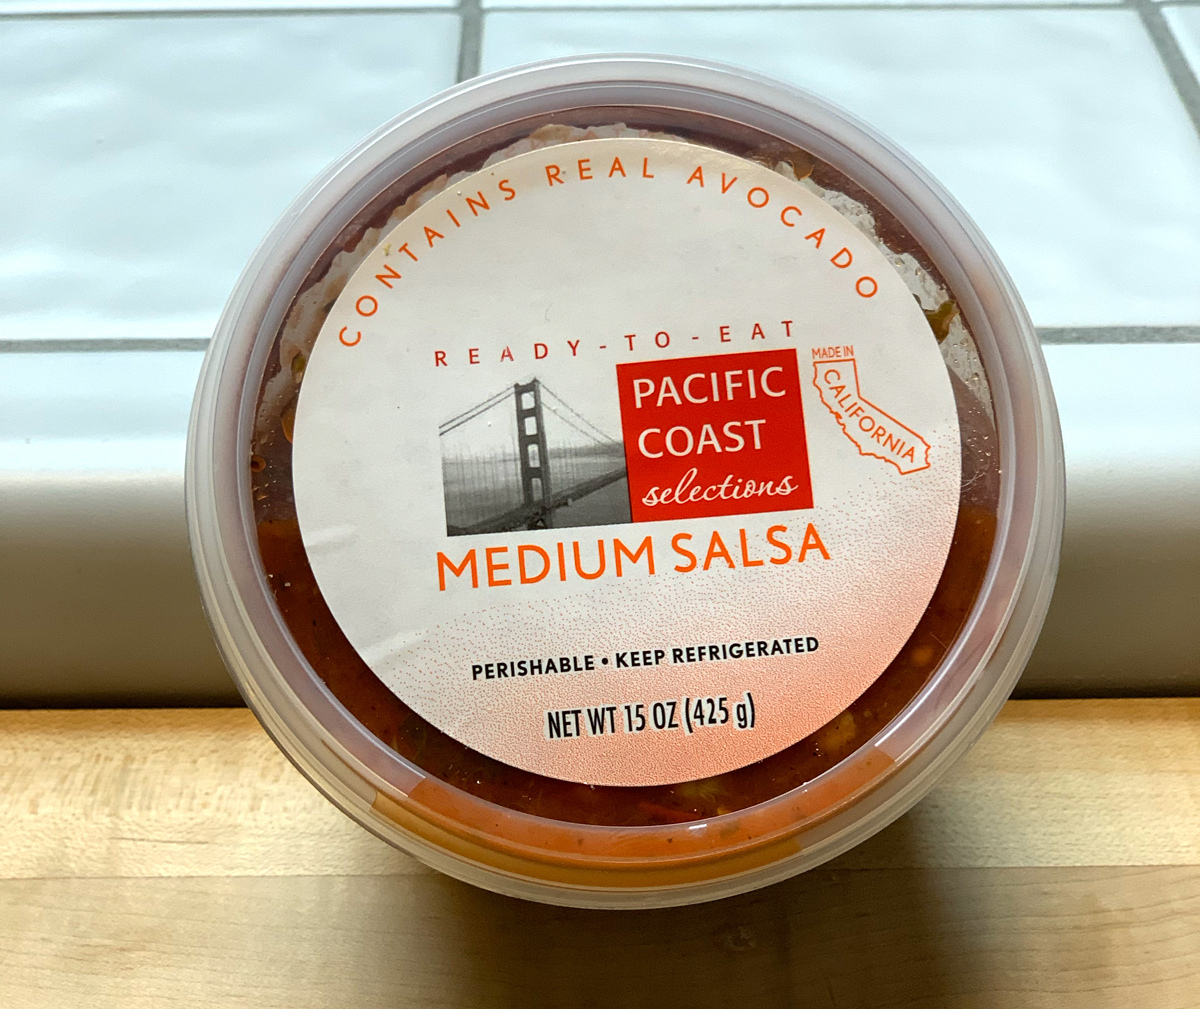 CONTAINS REAL AVOCADO
READY-TO-EAT
PACIFIC
COAST
selections
MADE IN
CALIFORNIA
MEDIUM SALSA
PERISHABLE • KEEP REFRIGERATED
NET WT 15 OZ (425 g)